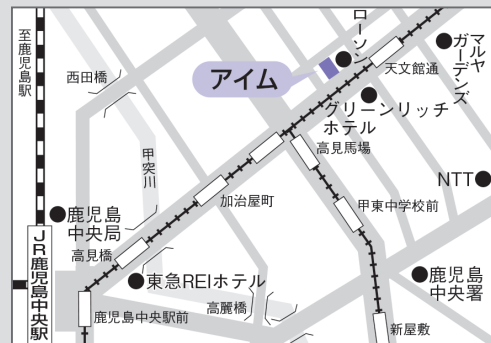 至鹿児島駅
西田橋
アイム
ローソン
天文館通
マルヤ
ガーデンズ
グリーンリッチ
ホテル
高見馬場
甲突川
加治屋町
NTT
甲東中学校前
鹿児島
中央局
高見橋
JR鹿児島中央駅
東急REIホテル
鹿児島
中央署
高麗橋
鹿児島中央駅前
新屋敷